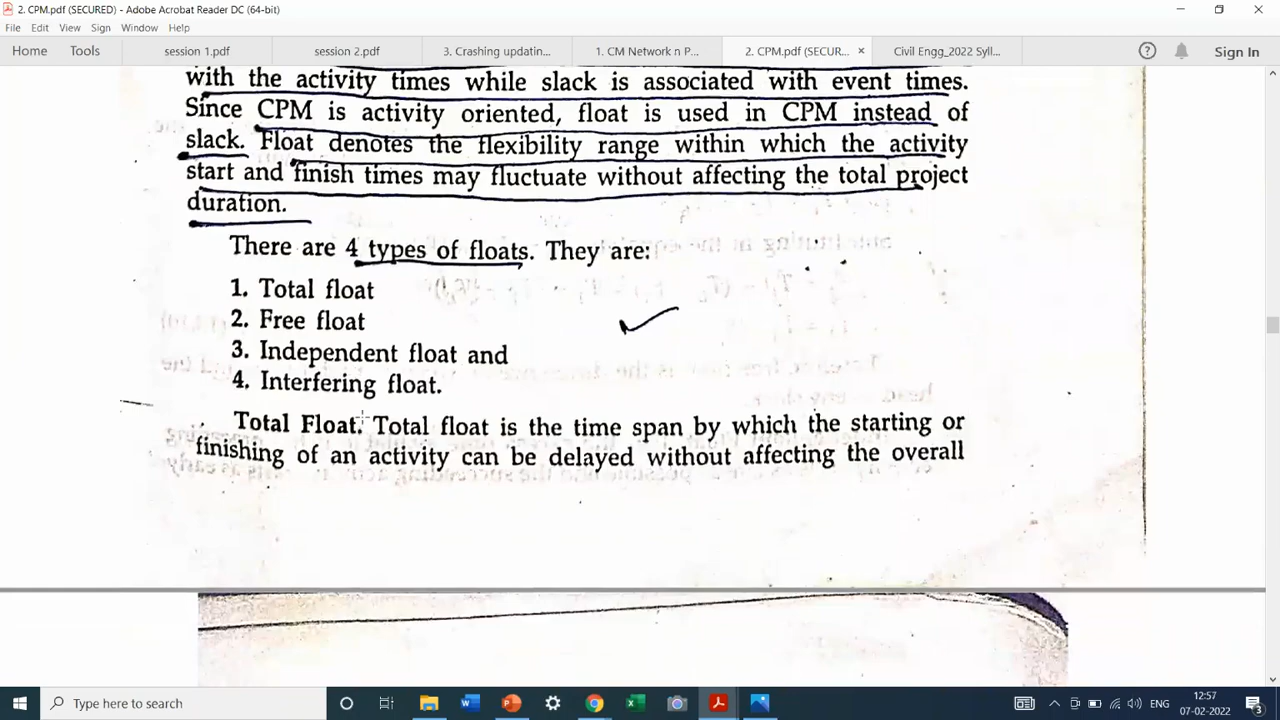 2. CPM.pdf (SECURED) - Adobe Acrobat Reader DC (64-bit)
File Edit View Sign Window Help
Home Tools session 1.pdf session 2.pdf 3. Crashing updatin... 1. CM Network n P... 2. CPM.pdf (SECUR... × Civil Engg_2022 Syll... Sign In
with the activity times while slack is associated with event times.
Since CPM is activity oriented, float is used in CPM instead of
slack. Float denotes the flexibility range within which the activity
start and finish times may fluctuate without affecting the total project
duration.
There are 4 types of floats. They are:
1. Total float
2. Free float
3. Independent float and
4. Interfering float.
Total Float. Total float is the time span by which the starting or
finishing of an activity can be delayed without affecting the overall
Type here to search
ENG
12:57
07-02-2022
3